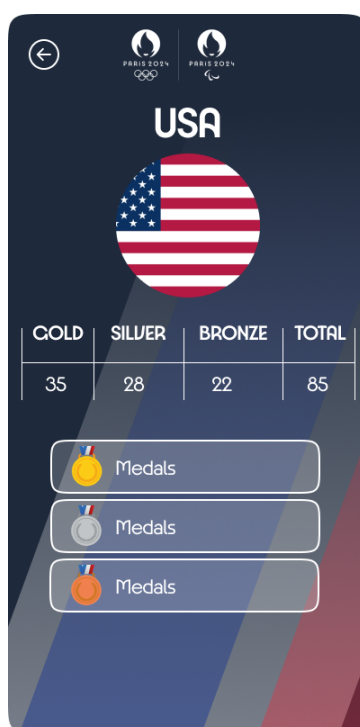 PARIS 2024 PARIS 2024
USA
GOLD SILVER BRONZE TOTAL
35 28 22 85
Medals
Medals
Medals